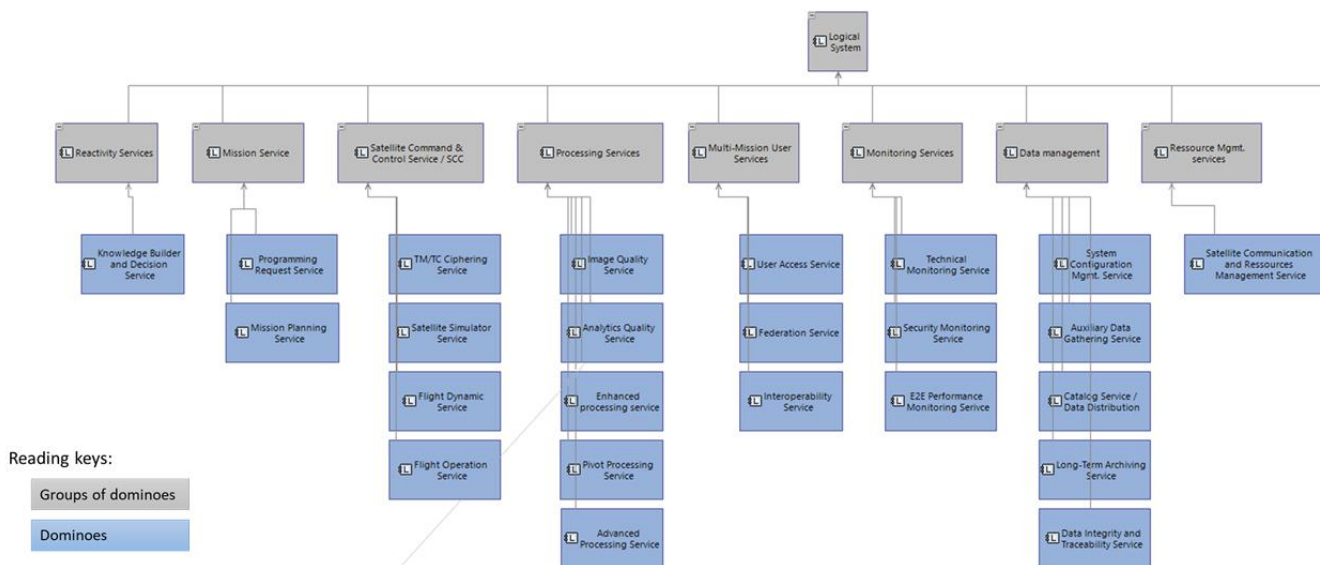 Logical
System
Reactivity Services
Mission Service
Satellite Command &
Control Service / SCC
Processing Services
Multi-Mission User
Services
Monitoring Services
Data management
Ressource Mgmt.
services
Knowledge Builder
and Decision
Service
Programming
Request Service
TM/TC Ciphering
Service
Image Quality
Service
User Access Service
Technical
Monitoring Service
System
Configuration
Mgmt. Service
Satellite Communication
and Ressources
Management Service
Mission Planning
Service
Satellite Simulator
Service
Analytics Quality
Service
Federation Service
Security Monitoring
Service
Auxiliary Data
Gathering Service
Flight Dynamic
Service
Enhanced
processing service
Interoperability
Service
E2E Performance
Monitoring Serivce
Catalog Service /
Data Distribution
Flight Operation
Service
Pivot Processing
Service
Long-Term Archiving
Service
Advanced
Processing Service
Data Integrity and
Traceability Service
Reading keys:
Groups of dominoes
Dominoes